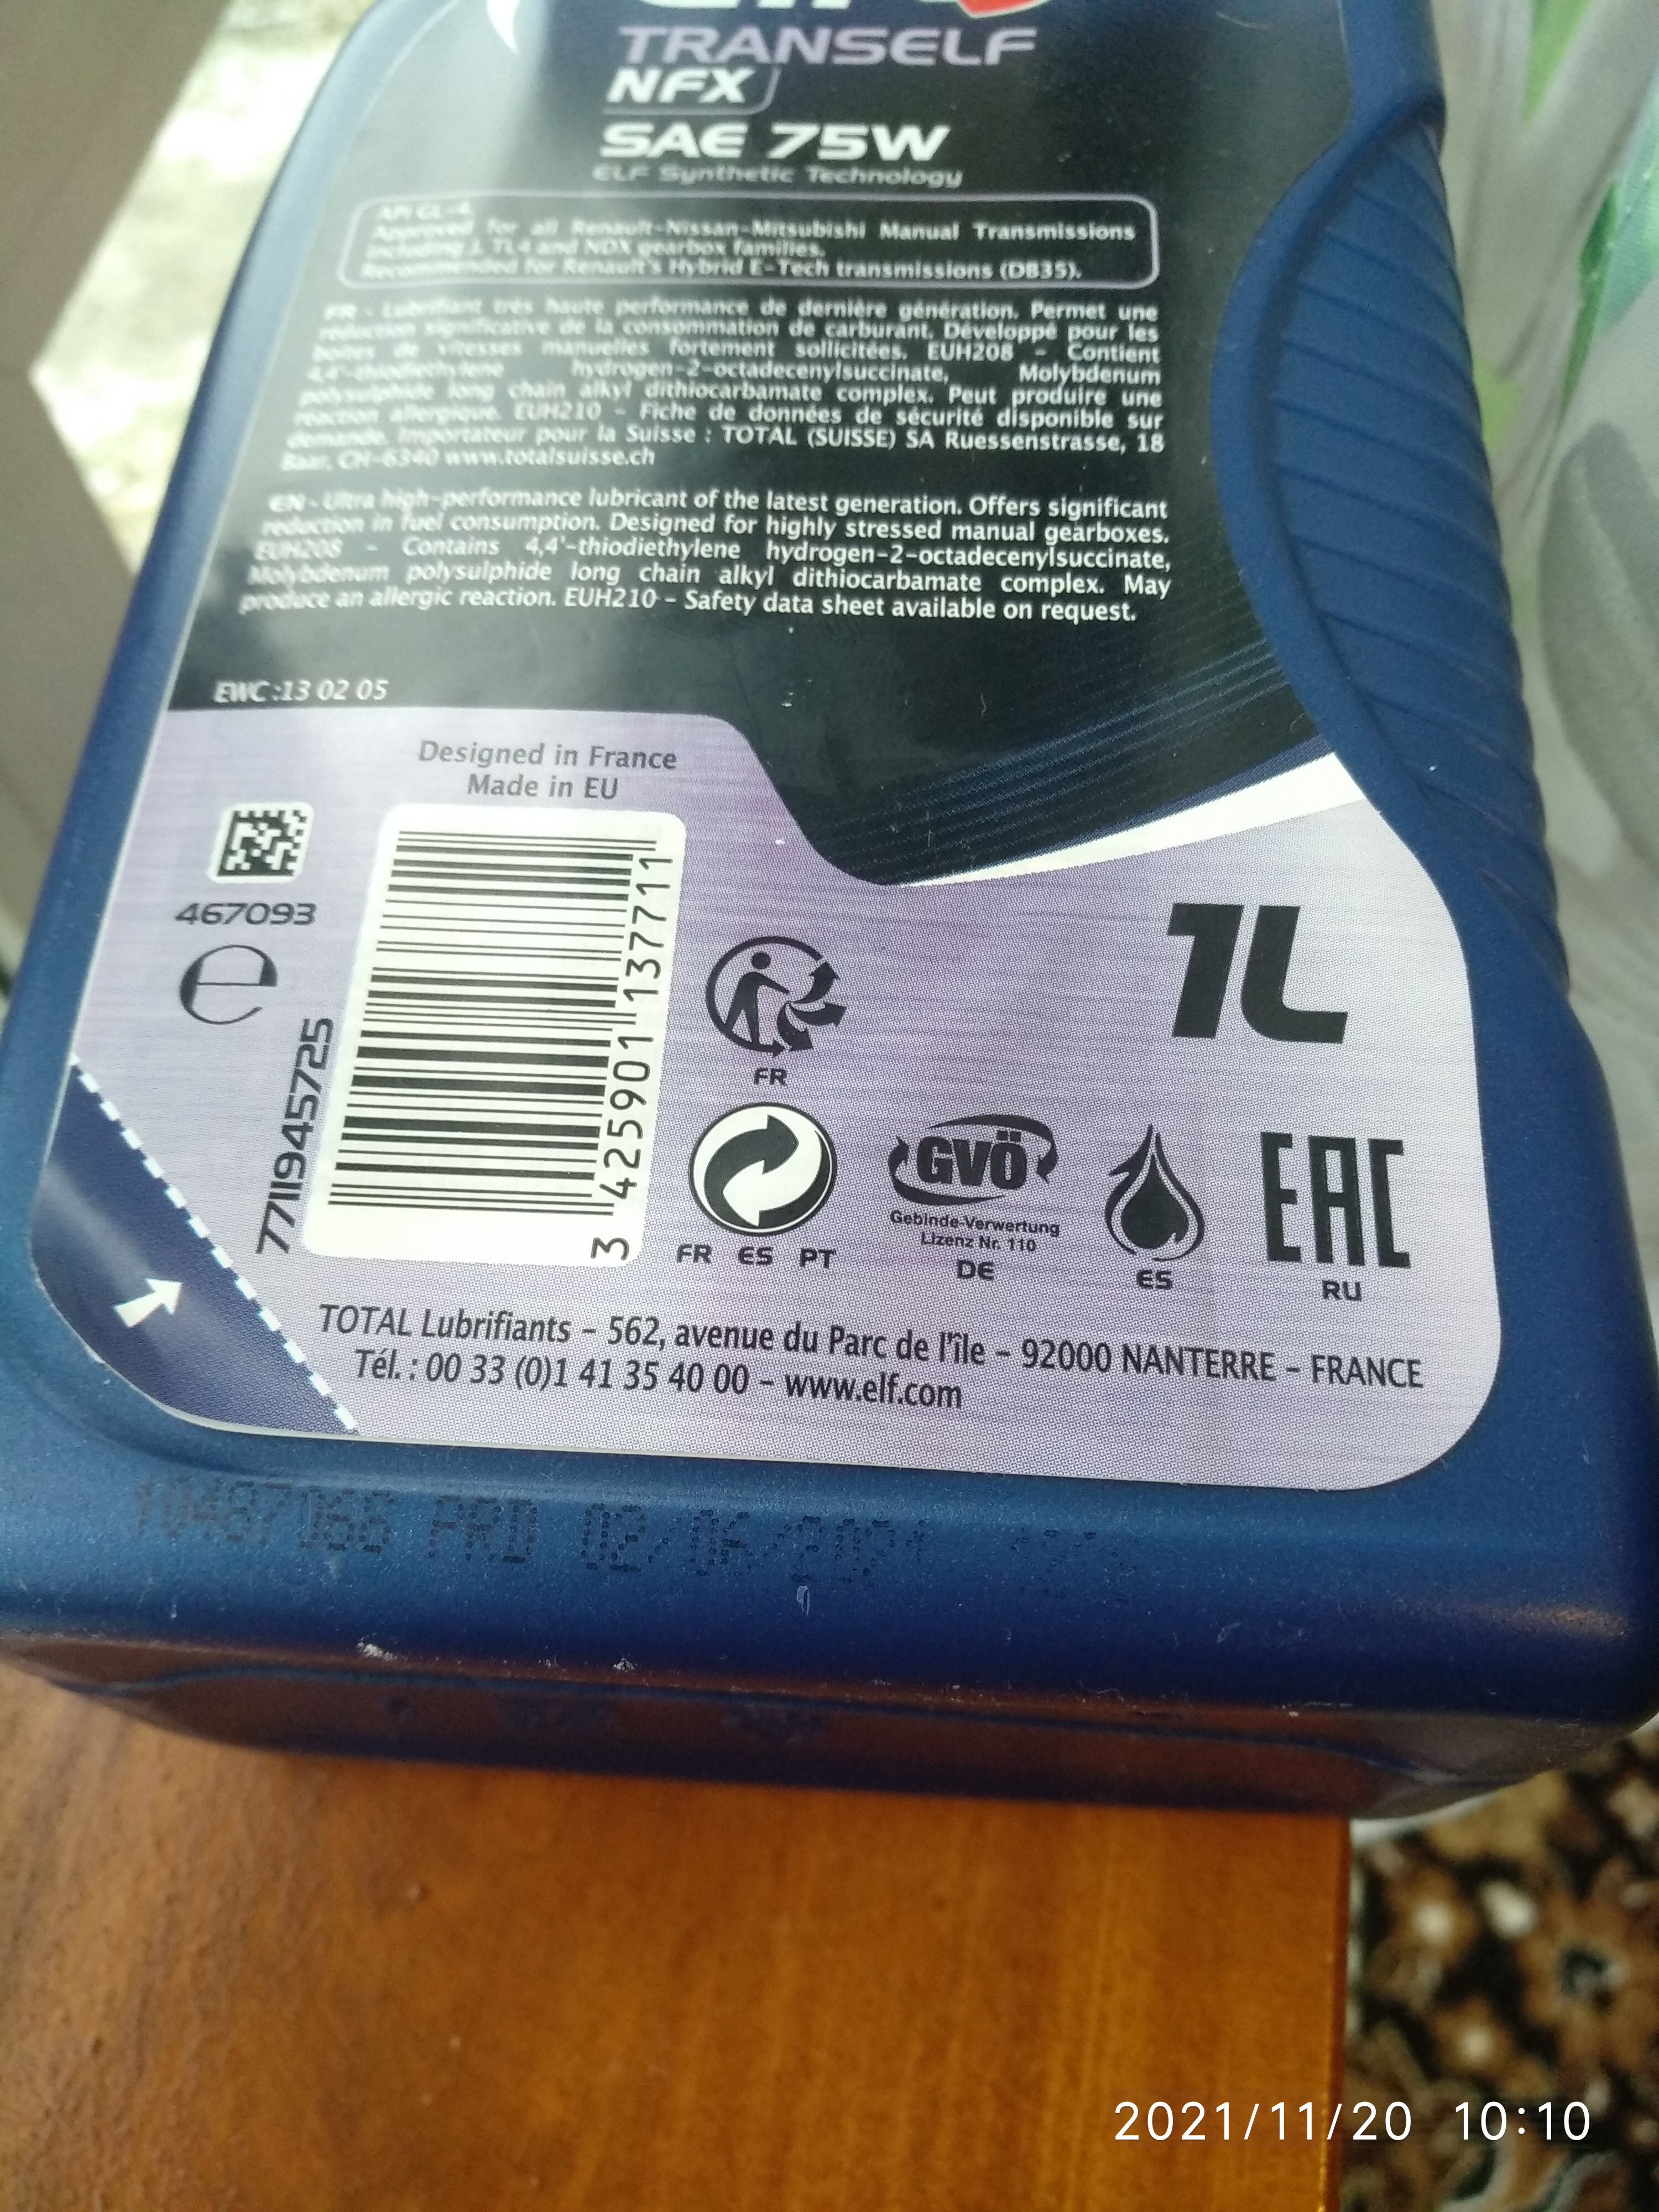 TRANSELF
NFX
SAE 75W
ELF Synthetic Technology
API GL-4.
Approved for all Renault-Nissan-Mitsubishi Manual Transmissions
including J, TL4 and NDX gearbox families.
Recommended for Renault's Hybrid E-Tech transmissions (DB35).
FR - Lubrifiant très haute performance de dernière génération. Permet une
réduction significative de la consommation de carburant. Développé pour les
boîtes de vitesses manuelles fortement sollicitées. EUH208 - Contient
4,4'-thiodiethylene hydrogen-2-octadecenylsuccinate, Molybdenum
polysulphide long chain alkyl dithiocarbamate complex. Peut produire une
réaction allergique. EUH210 - Fiche de données de sécurité disponible sur
demande. Importateur pour la Suisse : TOTAL (SUISSE) SA Ruessenstrasse, 18
Baar, CH-6340 www.totalsuisse.ch
EN - Ultra high-performance lubricant of the latest generation. Offers significant
reduction in fuel consumption. Designed for highly stressed manual gearboxes.
EUH208 - Contains 4,4'-thiodiethylene hydrogen-2-octadecenylsuccinate,
Molybdenum polysulphide long chain alkyl dithiocarbamate complex. May
produce an allergic reaction. EUH210 - Safety data sheet available on request.
EWC :13 02 05
Designed in France
Made in EU
467093
e
7711945725
3 425901 137711
1L
FR
FR ES PT
GVÖ
Gebinde-Verwertung
Lizenz Nr. 110
DE
ES
EAC
RU
TOTAL Lubrifiants - 562, avenue du Parc de l'île - 92000 NANTERRE - FRANCE
Tél. : 00 33 (0)1 41 35 40 00 - www.elf.com
10487068 PRD 02/06/2021
2021/11/20 10:10